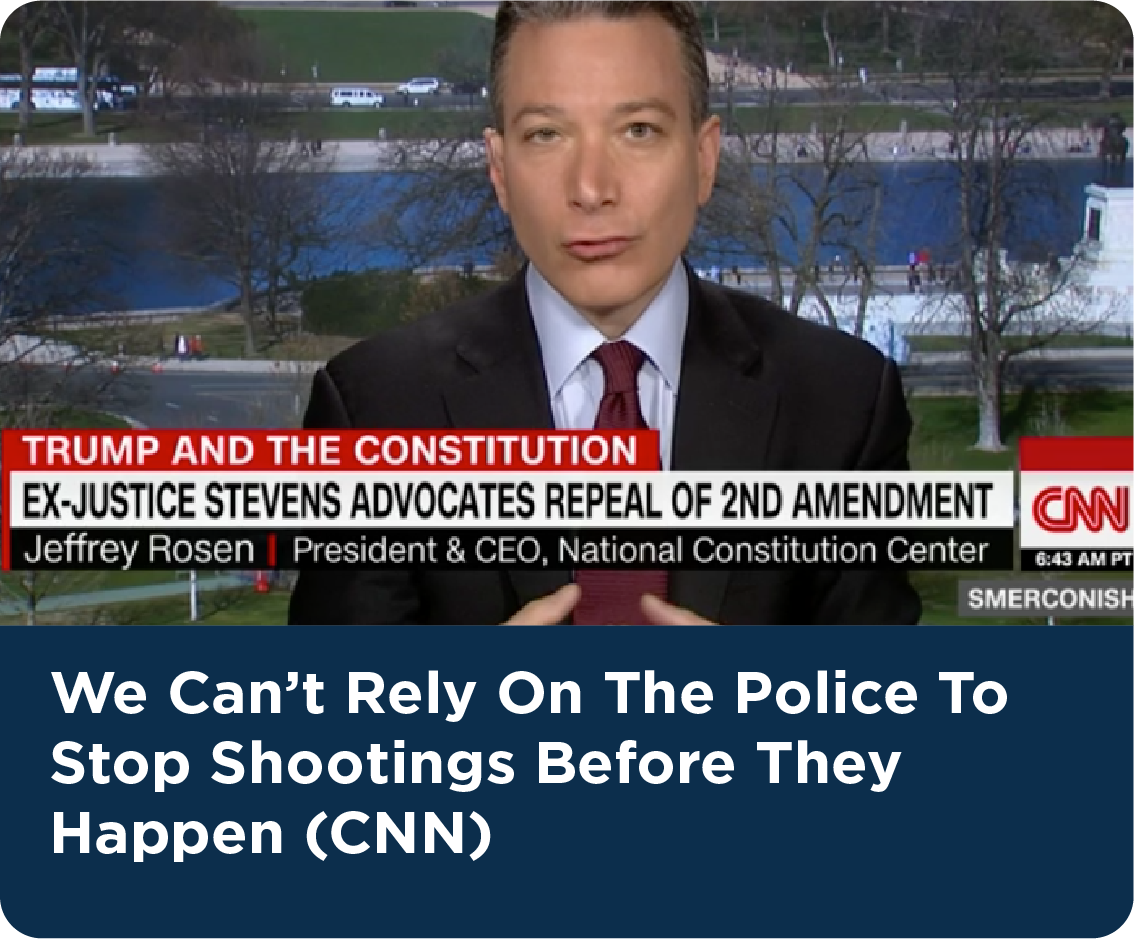 TRUMP AND THE CONSTITUTION
EX-JUSTICE STEVENS ADVOCATES REPEAL OF 2ND AMENDMENT
Jeffrey Rosen | President & CEO, National Constitution Center
CNN
6:43 AM PT
SMERCONISH
We Can’t Rely On The Police To
Stop Shootings Before They
Happen (CNN)